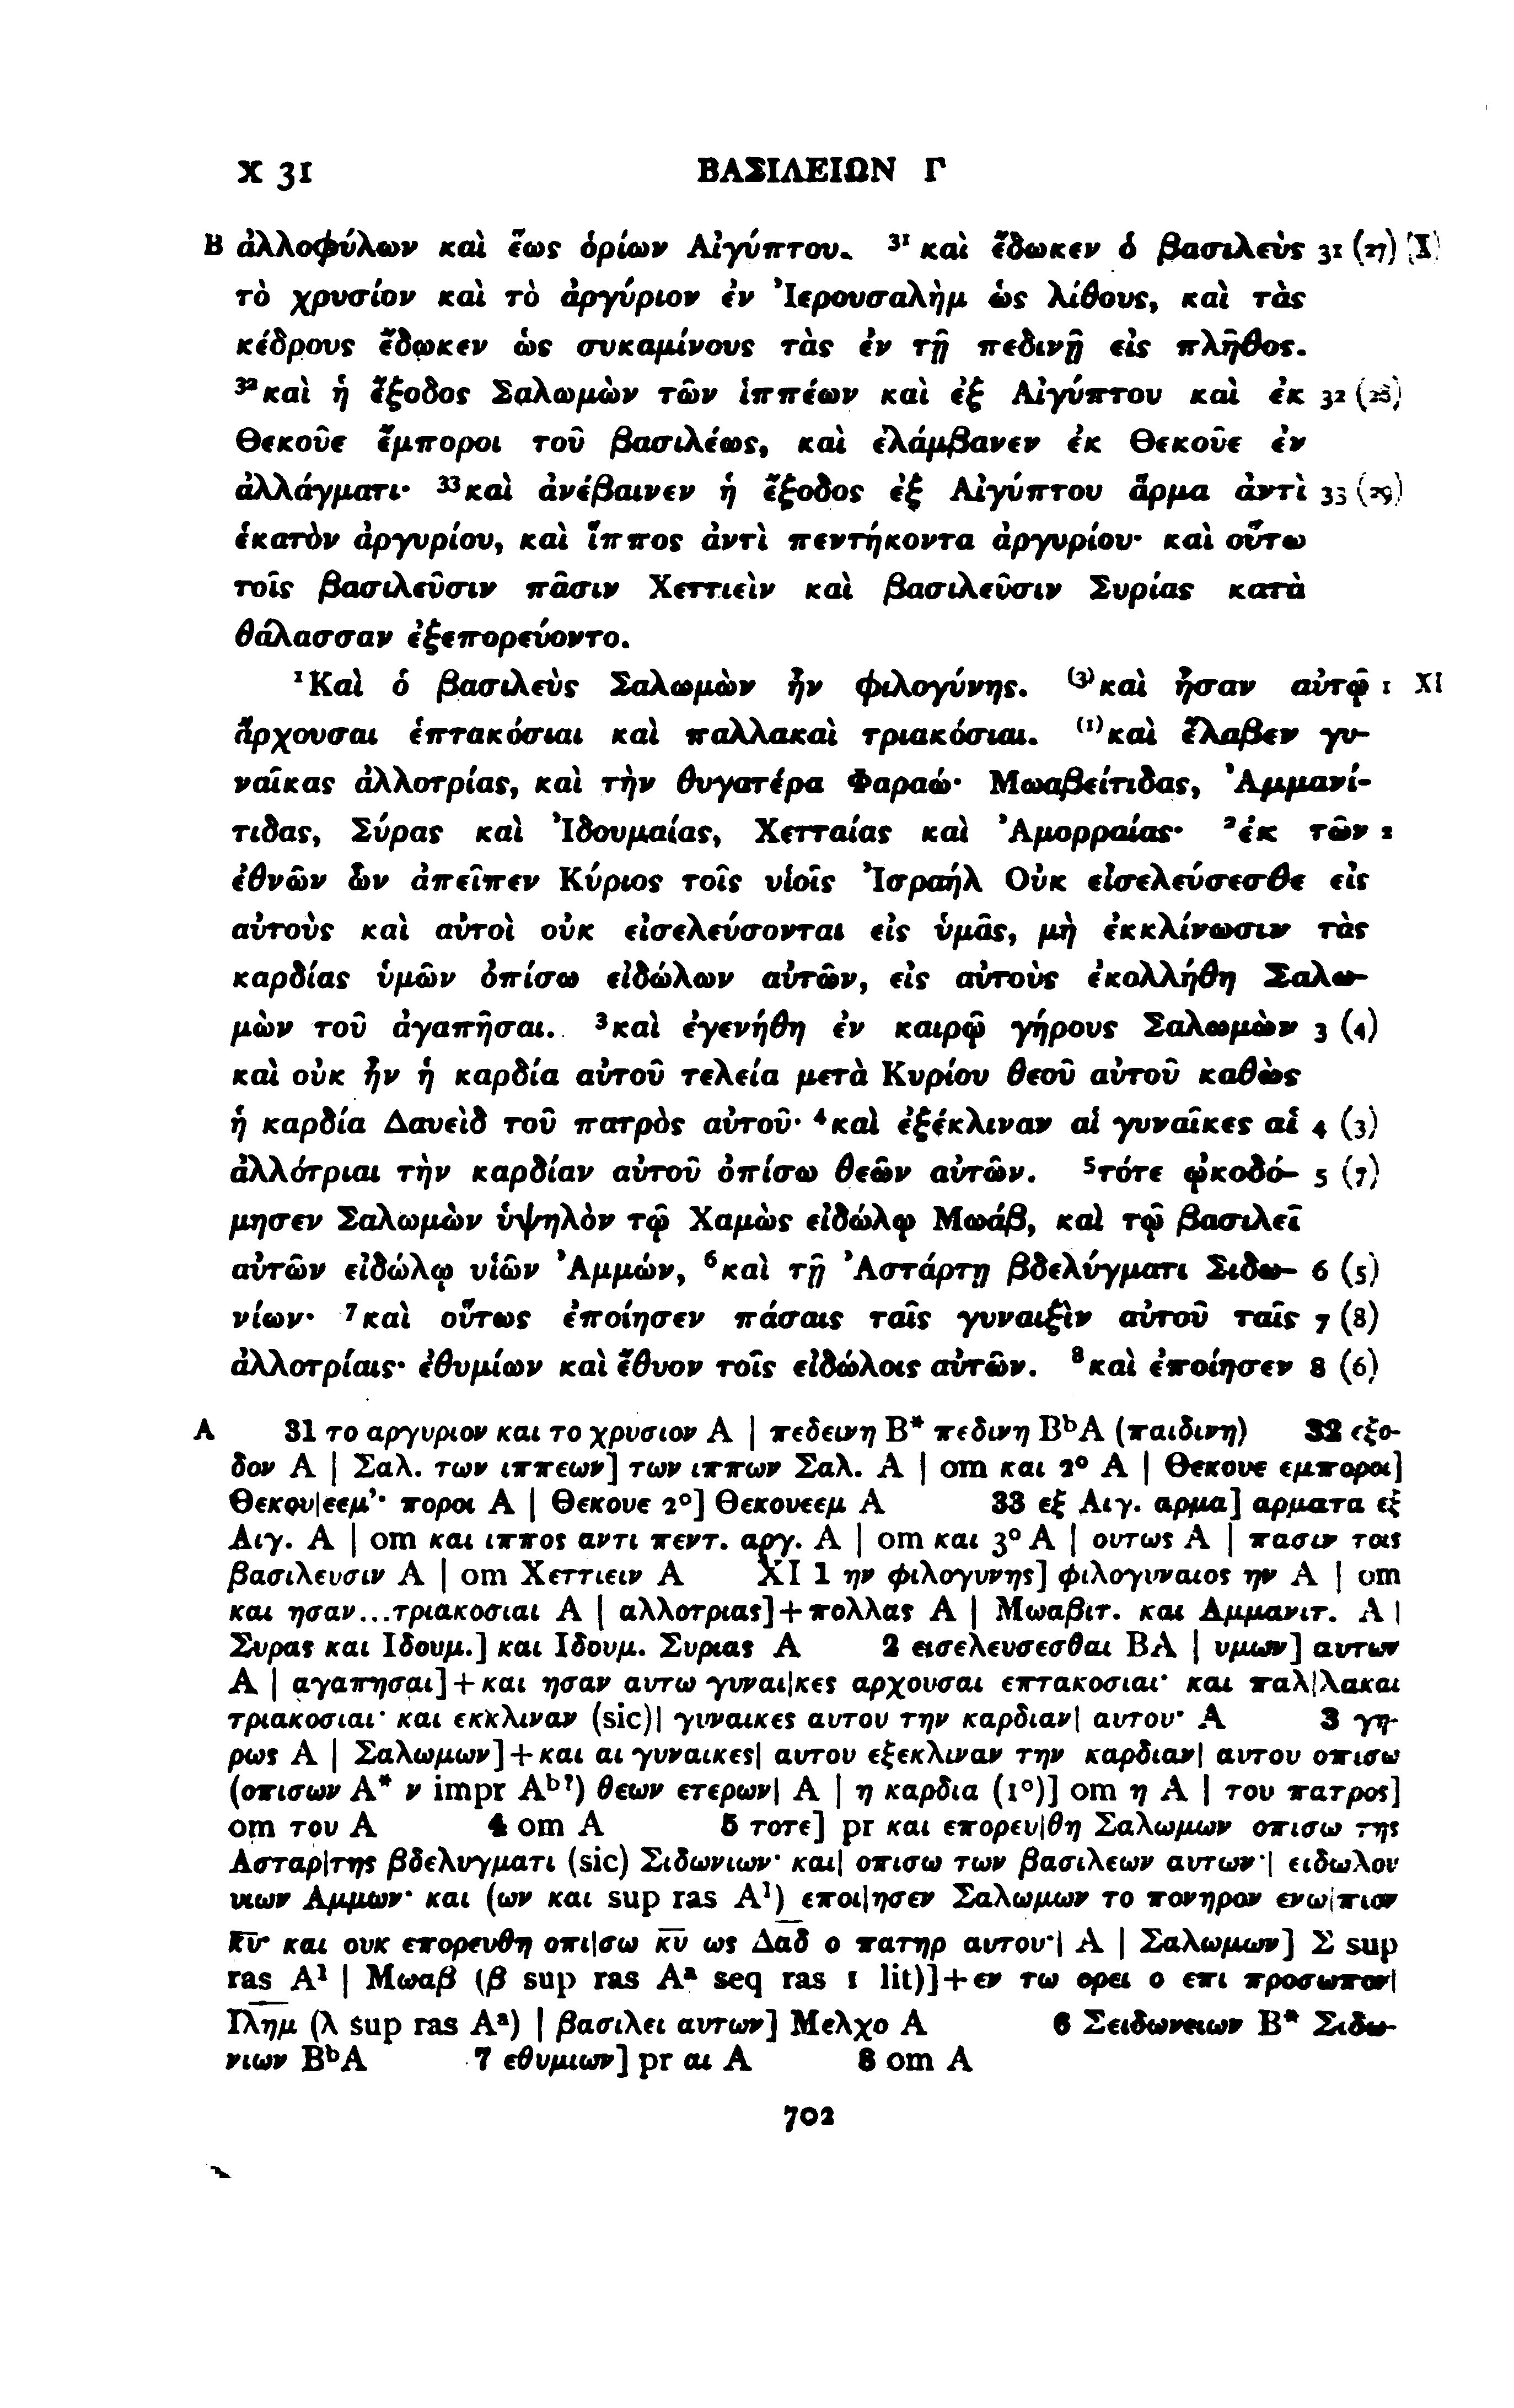 X 31 ΒΑΣΙΛΕΙΩΝ Γ
B ἀλλοφύλων καὶ ἕως ὁρίων Αἰγύπτου. ³¹καὶ ἔδωκεν ὁ βασιλεὺς 31 (27) (X)
τὸ χρυσίον καὶ τὸ ἀργύριον ἐν Ἰερουσαλὴμ ὡς λίθους, καὶ τὰς
κέδρους ἔδωκεν ὡς συκαμίνους τὰς ἐν τῇ πεδινῇ εἰς πλῆθος.
³²καὶ ἡ ἔξοδος Σαλωμὼν τῶν ἱππέων καὶ ἐξ Αἰγύπτου καὶ ἐκ 32 (28)
Θεκοῦε ἔμποροι τοῦ βασιλέως, καὶ ἐλάμβανεν ἐκ Θεκοῦε ἐν
ἀλλάγματι· ³³καὶ ἀνέβαινεν ἡ ἔξοδος ἐξ Αἰγύπτου ἅρμα ἀντὶ 33 (29)
ἑκατὸν ἀργυρίου, καὶ ἵππος ἀντὶ πεντήκοντα ἀργυρίου· καὶ οὕτω
τοῖς βασιλεῦσιν πᾶσιν Χεττιεὶν καὶ βασιλεῦσιν Συρίας κατὰ
θάλασσαν ἐξεπορεύοντο.
¹Καὶ ὁ βασιλεὺς Σαλωμὼν ἦν φιλογύνης. ⁽³⁾καὶ ἦσαν αὐτῷ 1 XI
ἄρχουσαι ἑπτακόσιαι καὶ παλλακαὶ τριακόσιαι. ⁽¹⁾καὶ ἔλαβεν γυ-
ναῖκας ἀλλοτρίας, καὶ τὴν θυγατέρα Φαραώ· Μωαβείτιδας, Ἀμμανί-
τιδας, Σύρας καὶ Ἰδουμαίας, Χετταίας καὶ Ἀμορραίας· ²ἐκ τῶν 2
ἐθνῶν ὧν ἀπεῖπεν Κύριος τοῖς υἱοῖς Ἰσραήλ Οὐκ εἰσελεύσεσθε εἰς
αὐτοὺς καὶ αὐτοὶ οὐκ εἰσελεύσονται εἰς ὑμᾶς, μὴ ἐκκλίνωσιν τὰς
καρδίας ὑμῶν ὀπίσω εἰδώλων αὐτῶν, εἰς αὐτοὺς ἐκολλήθη Σαλω-
μὼν τοῦ ἀγαπῆσαι. ³καὶ ἐγενήθη ἐν καιρῷ γήρους Σαλωμὼν 3 (4)
καὶ οὐκ ἦν ἡ καρδία αὐτοῦ τελεία μετὰ Κυρίου θεοῦ αὐτοῦ καθὼς
ἡ καρδία Δαυεὶδ τοῦ πατρὸς αὐτοῦ· ⁴καὶ ἐξέκλιναν αἱ γυναῖκες αἱ 4 (3)
ἀλλότριαι τὴν καρδίαν αὐτοῦ ὀπίσω θεῶν αὐτῶν. ⁵τότε ᾠκοδό- 5 (7)
μησεν Σαλωμὼν ὑψηλὸν τῷ Χαμὼς εἰδώλῳ Μωάβ, καὶ τῷ βασιλεῖ
αὐτῶν εἰδώλῳ υἱῶν Ἀμμών, ⁶καὶ τῇ Ἀστάρτῃ βδελύγματι Σιδω- 6 (5)
νίων· ⁷καὶ οὕτως ἐποίησεν πάσαις ταῖς γυναιξὶν αὐτοῦ ταῖς 7 (8)
ἀλλοτρίαις· ἐθυμίων καὶ ἔθυον τοῖς εἰδώλοις αὐτῶν. ⁸καὶ ἐποίησεν 8 (6)
A 31 το αργυριον και το χρυσιον A | πεδεινη B* πεδινη BᵇA (παιδινη) 32 εξο-
δον A | Σαλ. των ιππεων] των ιππων Σαλ. A | om και 2° A | Θεκουε εμποροι]
Θεκου|εεμ’· ποροι A | Θεκουε 2°] Θεκουεεμ A 33 εξ Αιγ. αρμα] αρματα εξ
Αιγ. A | om και ιππος αντι πεντ. αργ. A | om και 3° A | ουτως A | πασιν τοις
βασιλευσιν A | om Χεττιειν A XI 1 ην φιλογυνης] φιλογυναιος ην A | om
και ησαν...τριακοσιαι A | αλλοτριας]+πολλας A | Μωαβιτ. και Αμμανιτ. A |
Συρας και Ιδουμ.] και Ιδουμ. Συριας A 2 εισελευσεσθαι BA | υμων] αυτων
A | αγαπησαι]+και ησαν αυτω γυναι|κες αρχουσαι επτακοσιαι· και παλ|λακαι
τριακοσιαι· και εκκλιναν (sic)| γυναικες αυτου την καρδιαν| αυτου· A 3 γη-
ρως A | Σαλωμων]+και αι γυναικες| αυτου εξεκλιναν την καρδιαν| αυτου οπισω
(οπισων A* ν impr Aᵇ?) θεων ετερων| A | η καρδια (1°)] om η A | του πατρος]
om του A 4 om A 5 τοτε] pr και επορευ|θη Σαλωμων οπισω της
Ασταρ|της βδελυγματι (sic) Σιδωνιων· και| οπισω των βασιλεων αυτων·| ειδωλου
υιων Αμμων· και (ων και sup ras A¹) εποι|ησεν Σαλωμων το πονηρον ενω|πιον
κ̅υ̅· και ουκ επορευθη οπι|σω κ̅υ̅ ως Δ̅α̅δ̅ ο πατηρ αυτου·| A | Σαλωμων] Σ sup
ras A¹ | Μωαβ (β sup ras Aᵃ seq ras 1 lit)]+εν τω ορει ο επι προσωπον|
Ι̅λ̅η̅μ̅ (λ sup ras Aᵃ) | βασιλει αυτων] Μελχο A 6 Σειδωνειων B* Σιδω-
νιων BᵇA 7 εθυμιων] pr αι A 8 om A
702